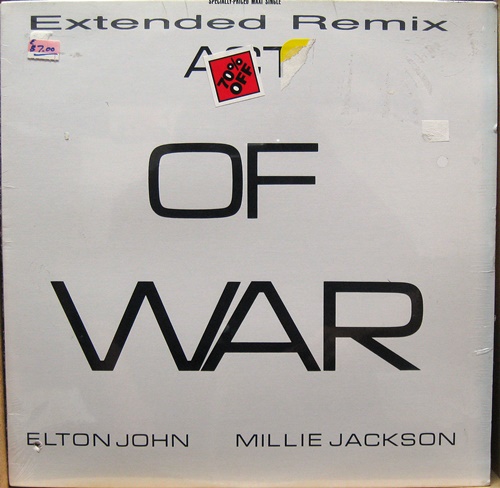 SPECIALLY-PRICED MAXI SINGLE
Extended Remix
$7.00
ACT
70% OFF
OF
WAR
ELTON JOHN MILLIE JACKSON